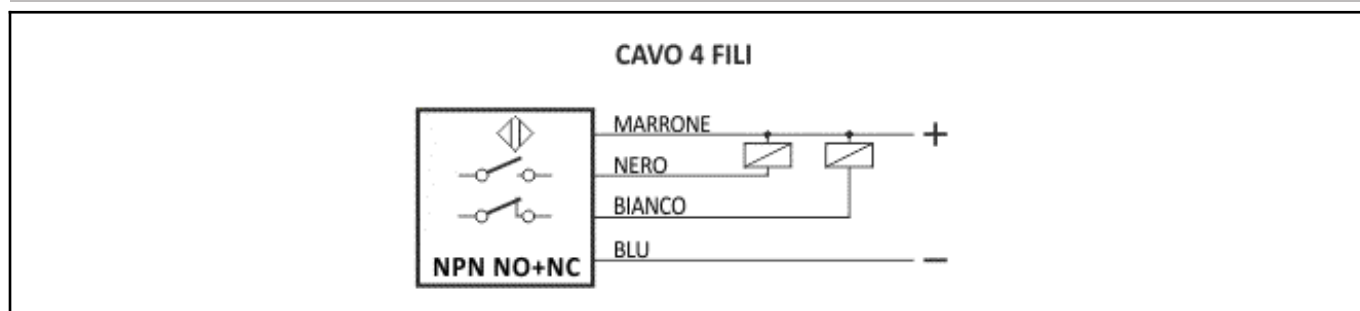 CAVO 4 FILI
MARRONE
+
NERO
BIANCO
BLU
−
NPN NO+NC